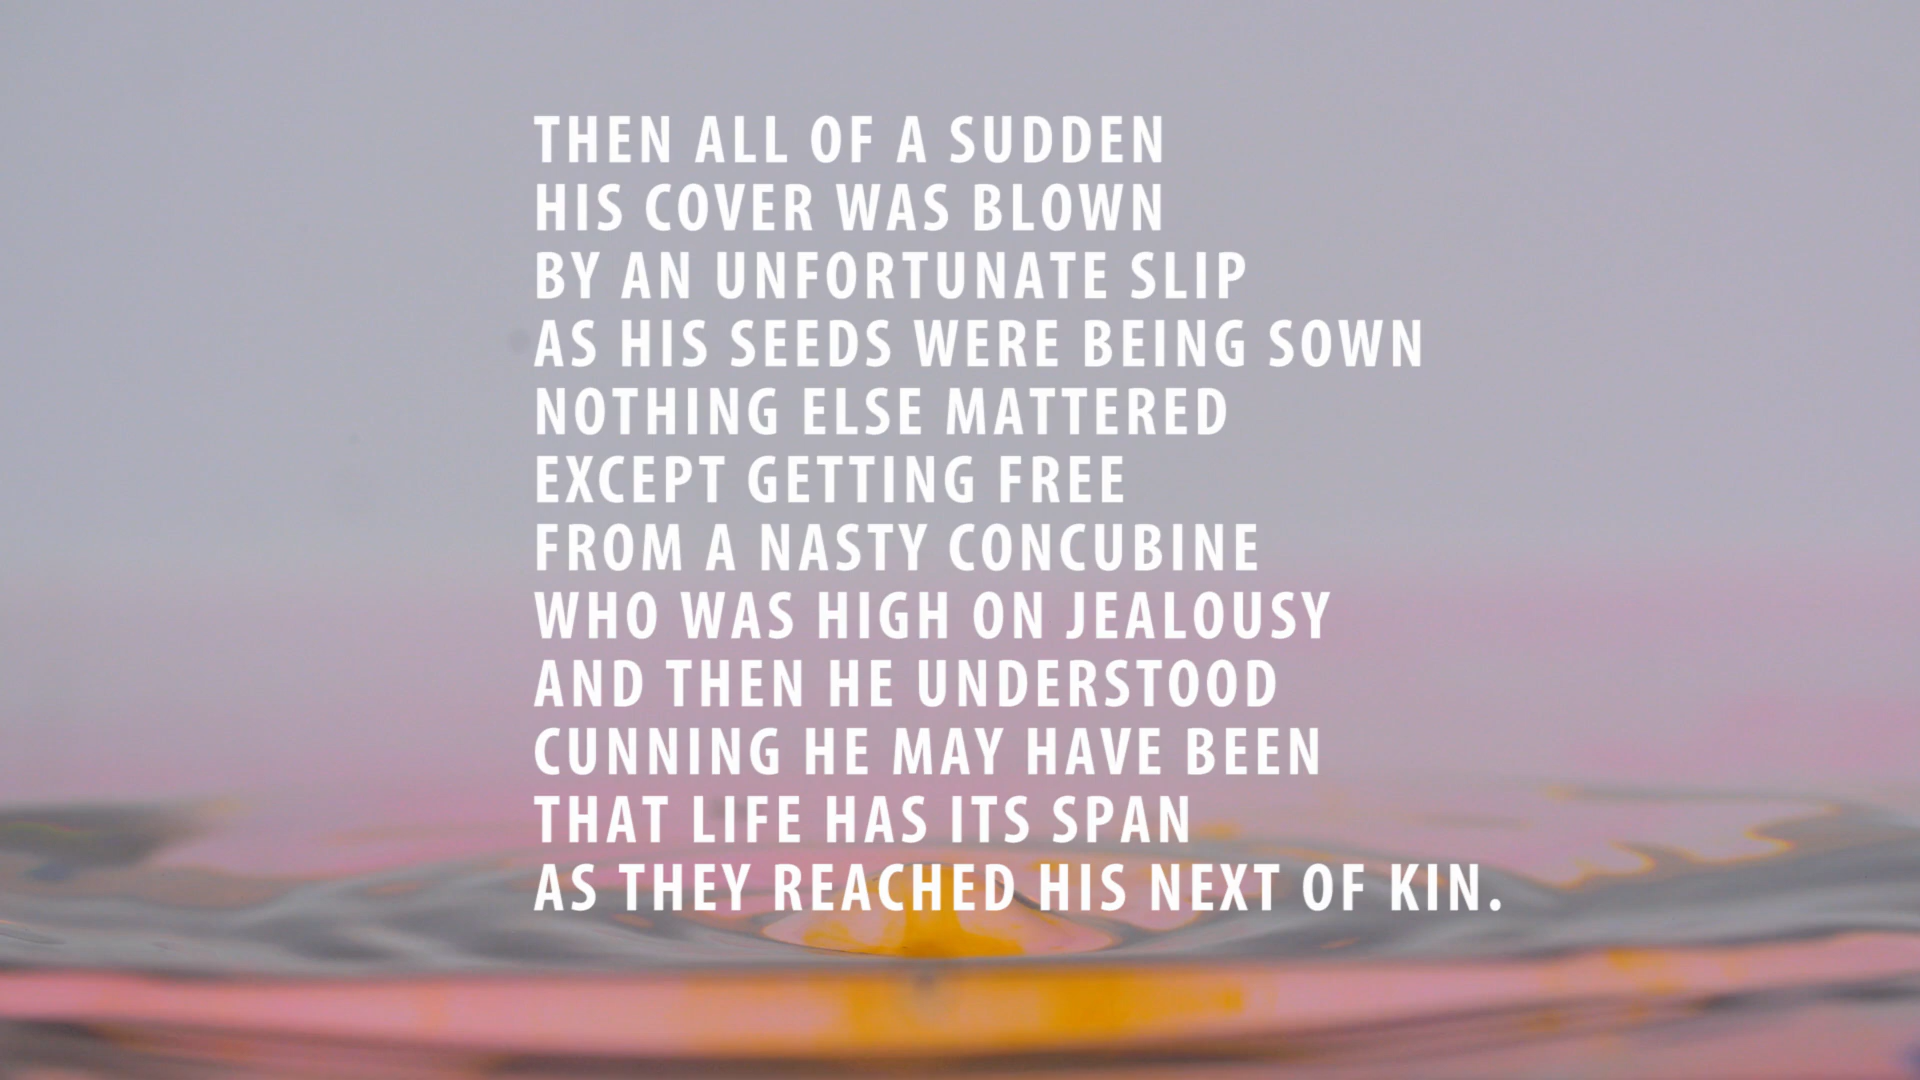 THEN ALL OF A SUDDEN
HIS COVER WAS BLOWN
BY AN UNFORTUNATE SLIP
AS HIS SEEDS WERE BEING SOWN
NOTHING ELSE MATTERED
EXCEPT GETTING FREE
FROM A NASTY CONCUBINE
WHO WAS HIGH ON JEALOUSY
AND THEN HE UNDERSTOOD
CUNNING HE MAY HAVE BEEN
THAT LIFE HAS ITS SPAN
AS THEY REACHED HIS NEXT OF KIN.